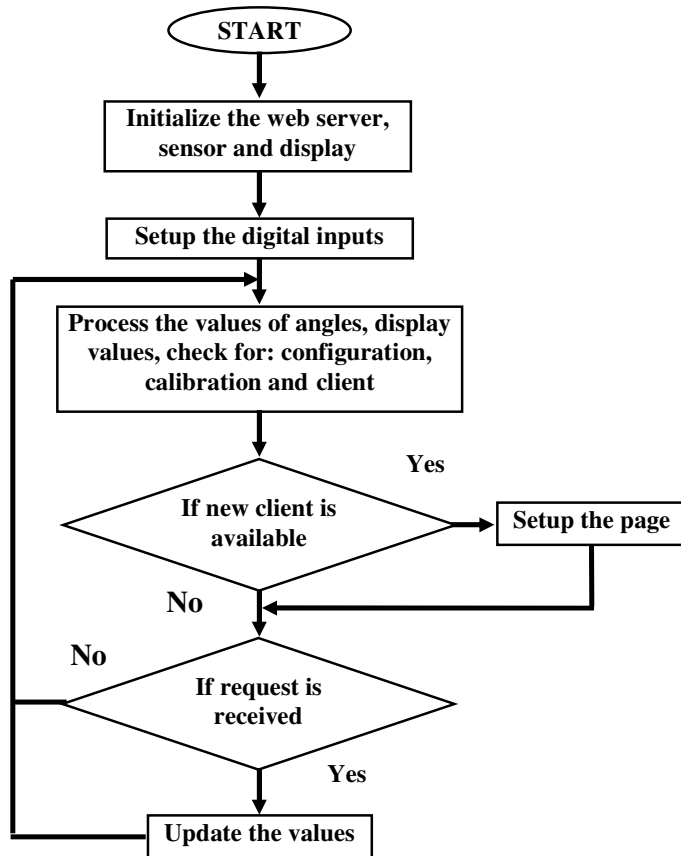 START
Initialize the web server,
sensor and display
Setup the digital inputs
Process the values of angles, display
values, check for: configuration,
calibration and client
Yes
If new client is
available
Setup the page
No
No
If request is
received
Yes
Update the values